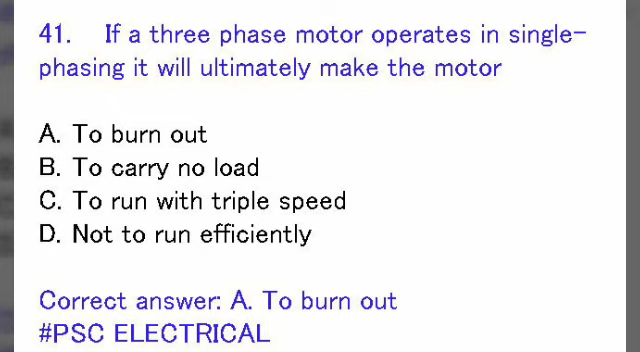 41. If a three phase motor operates in single-
phasing it will ultimately make the motor
A. To burn out
B. To carry no load
C. To run with triple speed
D. Not to run efficiently
Correct answer: A. To burn out
#PSC ELECTRICAL